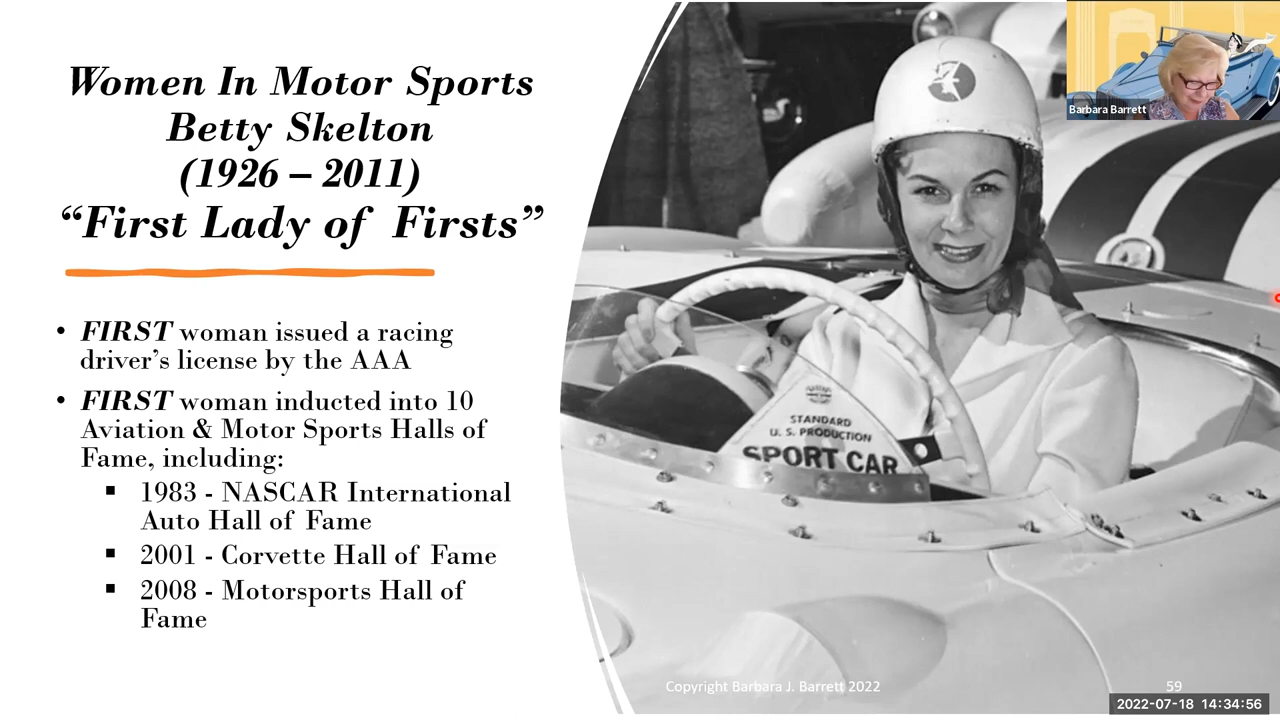 Women In Motor Sports
Betty Skelton
(1926 – 2011)
“First Lady of Firsts”
• FIRST woman issued a racing
driver’s license by the AAA
• FIRST woman inducted into 10
Aviation & Motor Sports Halls of
Fame, including:
▪ 1983 - NASCAR International
Auto Hall of Fame
▪ 2001 - Corvette Hall of Fame
▪ 2008 - Motorsports Hall of
Fame
Barbara Barrett
STANDARD
U. S. PRODUCTION
SPORT CAR
Copyright Barbara J. Barrett 2022
59
2022-07-18 14:34:56